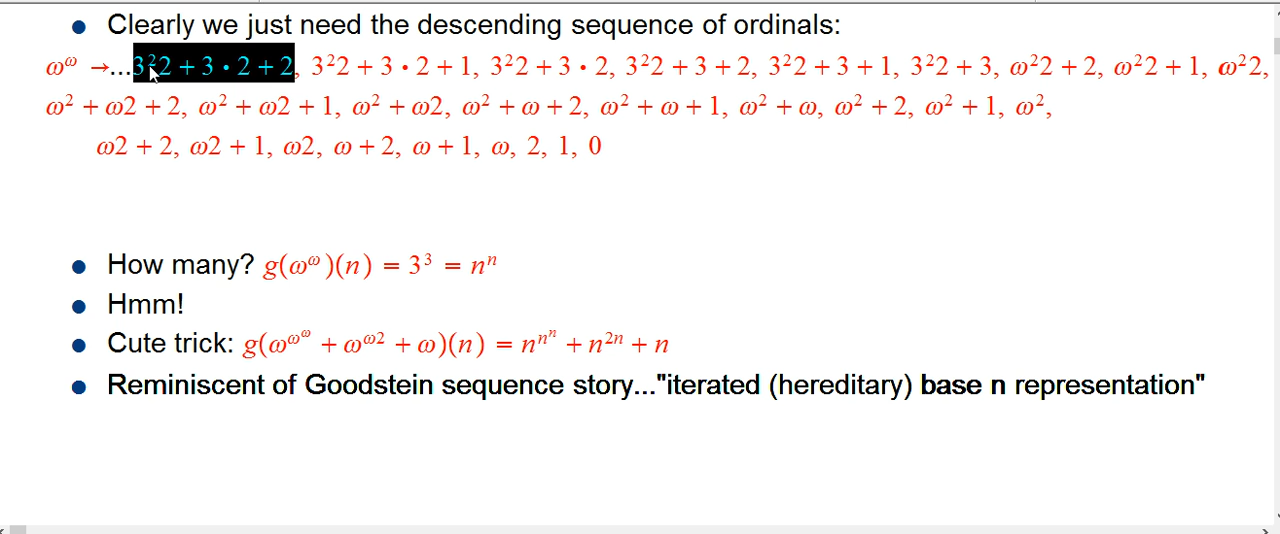 • Clearly we just need the descending sequence of ordinals:
ω^ω →...3²2 + 3 · 2 + 2, 3²2 + 3 · 2 + 1, 3²2 + 3 · 2, 3²2 + 3 + 2, 3²2 + 3 + 1, 3²2 + 3, ω²2 + 2, ω²2 + 1, ω²2,
ω² + ω2 + 2, ω² + ω2 + 1, ω² + ω2, ω² + ω + 2, ω² + ω + 1, ω² + ω, ω² + 2, ω² + 1, ω²,
ω2 + 2, ω2 + 1, ω2, ω + 2, ω + 1, ω, 2, 1, 0
• How many? g(ω^ω)(n) = 3³ = nⁿ
• Hmm!
• Cute trick: g(ω^ω^ω + ω^ω2 + ω)(n) = n^n^n + n^2n + n
• Reminiscent of Goodstein sequence story..."iterated (hereditary) base n representation"